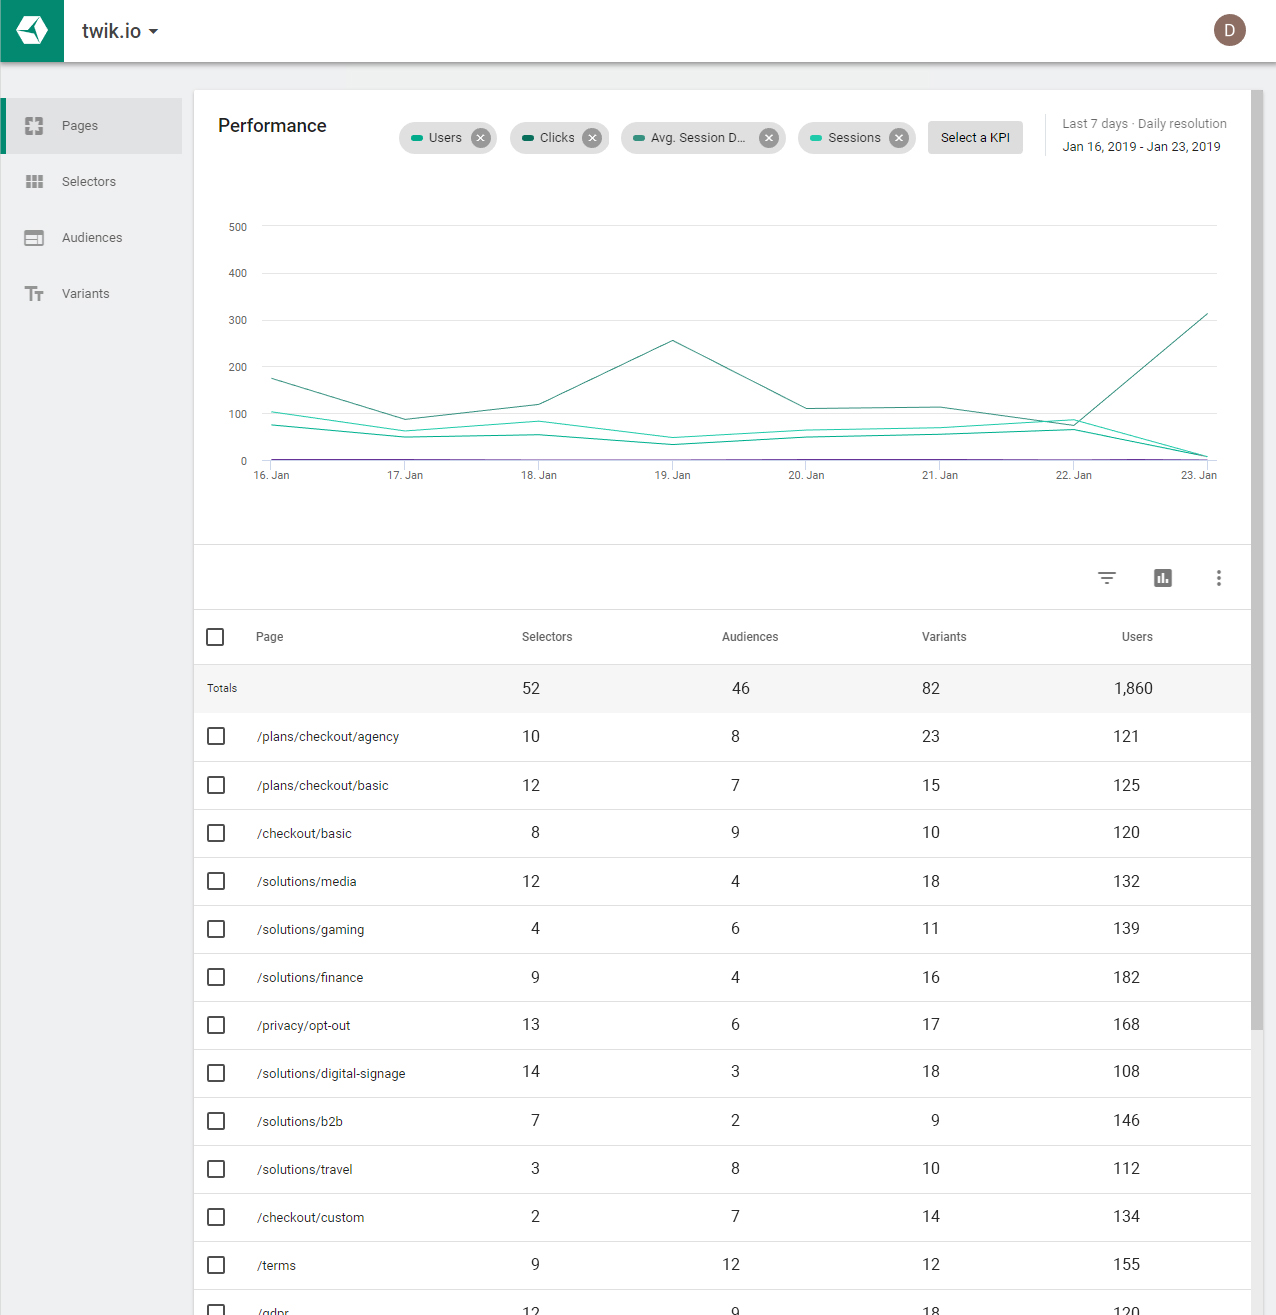 twik.io
D
Pages
Selectors
Audiences
Variants
Performance
Users
Clicks
Avg. Session D...
Sessions
Select a KPI
Last 7 days · Daily resolution
Jan 16, 2019 - Jan 23, 2019
500
400
300
200
100
0
16. Jan 17. Jan 18. Jan 19. Jan 20. Jan 21. Jan 22. Jan 23. Jan
Page Selectors Audiences Variants Users
Totals 52 46 82 1,860
/plans/checkout/agency 10 8 23 121
/plans/checkout/basic 12 7 15 125
/checkout/basic 8 9 10 120
/solutions/media 12 4 18 132
/solutions/gaming 4 6 11 139
/solutions/finance 9 4 16 182
/privacy/opt-out 13 6 17 168
/solutions/digital-signage 14 3 18 108
/solutions/b2b 7 2 9 146
/solutions/travel 3 8 10 112
/checkout/custom 2 7 14 134
/terms 9 12 12 155
/gdpr 12 9 18 120